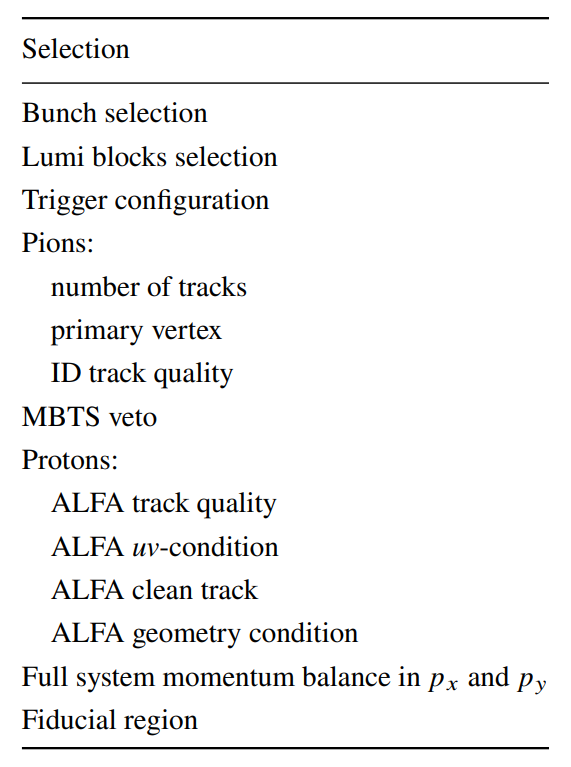 Selection
Bunch selection
Lumi blocks selection
Trigger configuration
Pions:
number of tracks
primary vertex
ID track quality
MBTS veto
Protons:
ALFA track quality
ALFA uv-condition
ALFA clean track
ALFA geometry condition
Full system momentum balance in p_x and p_y
Fiducial region